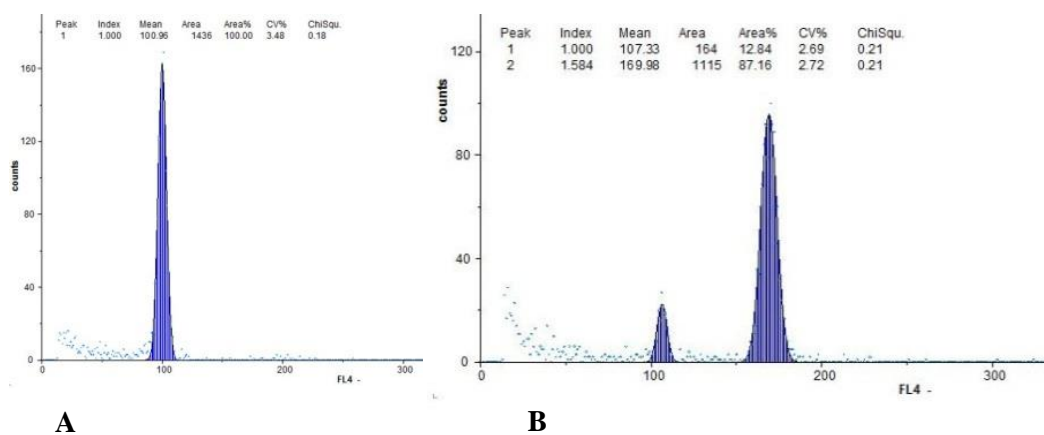 Peak Index Mean Area Area% CV% ChiSqu.
1 1.000 100.96 1436 100.00 3.48 0.18
160
120
counts
80
40
0
0 100 200 300
FL4 -
A
Peak Index Mean Area Area% CV% ChiSqu.
1 1.000 107.33 164 12.84 2.69 0.21
2 1.584 169.98 1115 87.16 2.72 0.21
120
counts
80
40
0
0 100 200 300
FL4 -
B